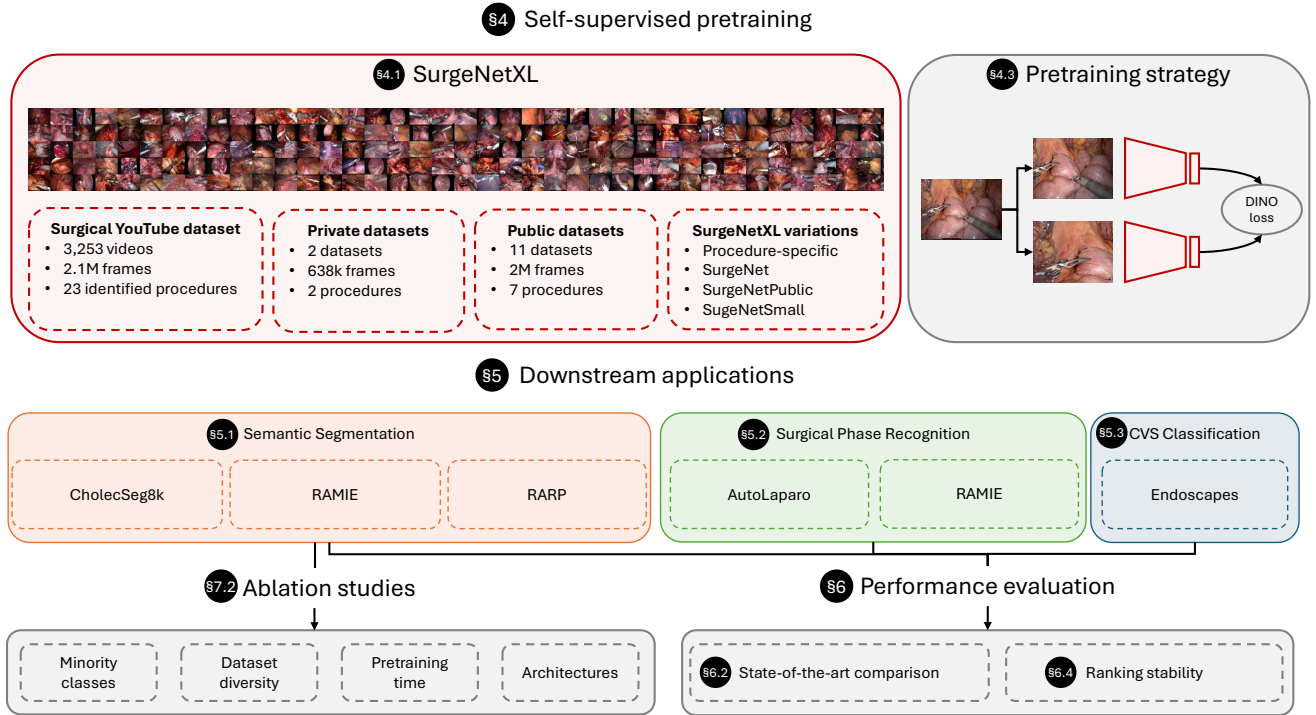 §4 Self-supervised pretraining
§4.1 SurgeNetXL
Surgical YouTube dataset
• 3,253 videos
• 2.1M frames
• 23 identified procedures
Private datasets
• 2 datasets
• 638k frames
• 2 procedures
Public datasets
• 11 datasets
• 2M frames
• 7 procedures
SurgeNetXL variations
• Procedure-specific
• SurgeNet
• SurgeNetPublic
• SugeNetSmall
§4.3 Pretraining strategy
DINO
loss
§5 Downstream applications
§5.1 Semantic Segmentation
CholecSeg8k
RAMIE
RARP
§5.2 Surgical Phase Recognition
AutoLaparo
RAMIE
§5.3 CVS Classification
Endoscapes
§7.2 Ablation studies
Minority
classes
Dataset
diversity
Pretraining
time
Architectures
§6 Performance evaluation
§6.2 State-of-the-art comparison
§6.4 Ranking stability